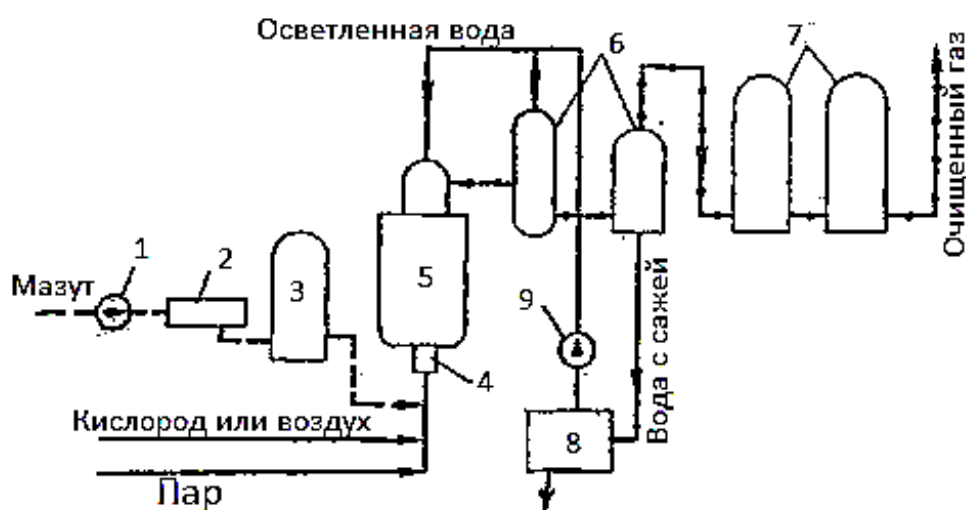 Осветленная вода
6
7
Очищенный газ
1
2
3
5
Мазут
9
4
Вода с сажей
Кислород или воздух
8
Пар